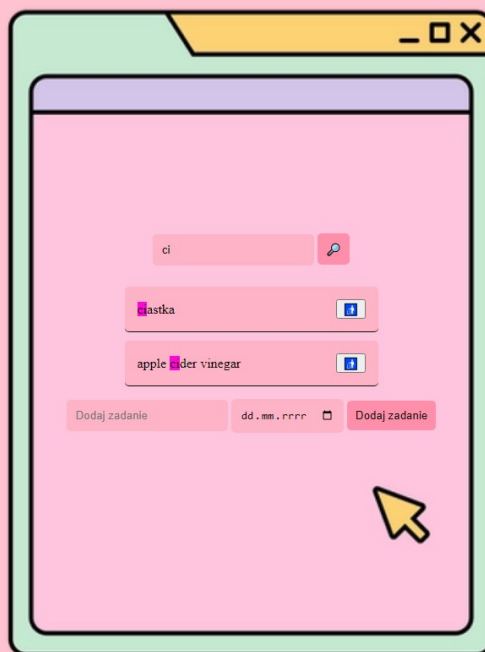 ci
ciastka
apple cider vinegar
Dodaj zadanie dd.mm.rrrr Dodaj zadanie